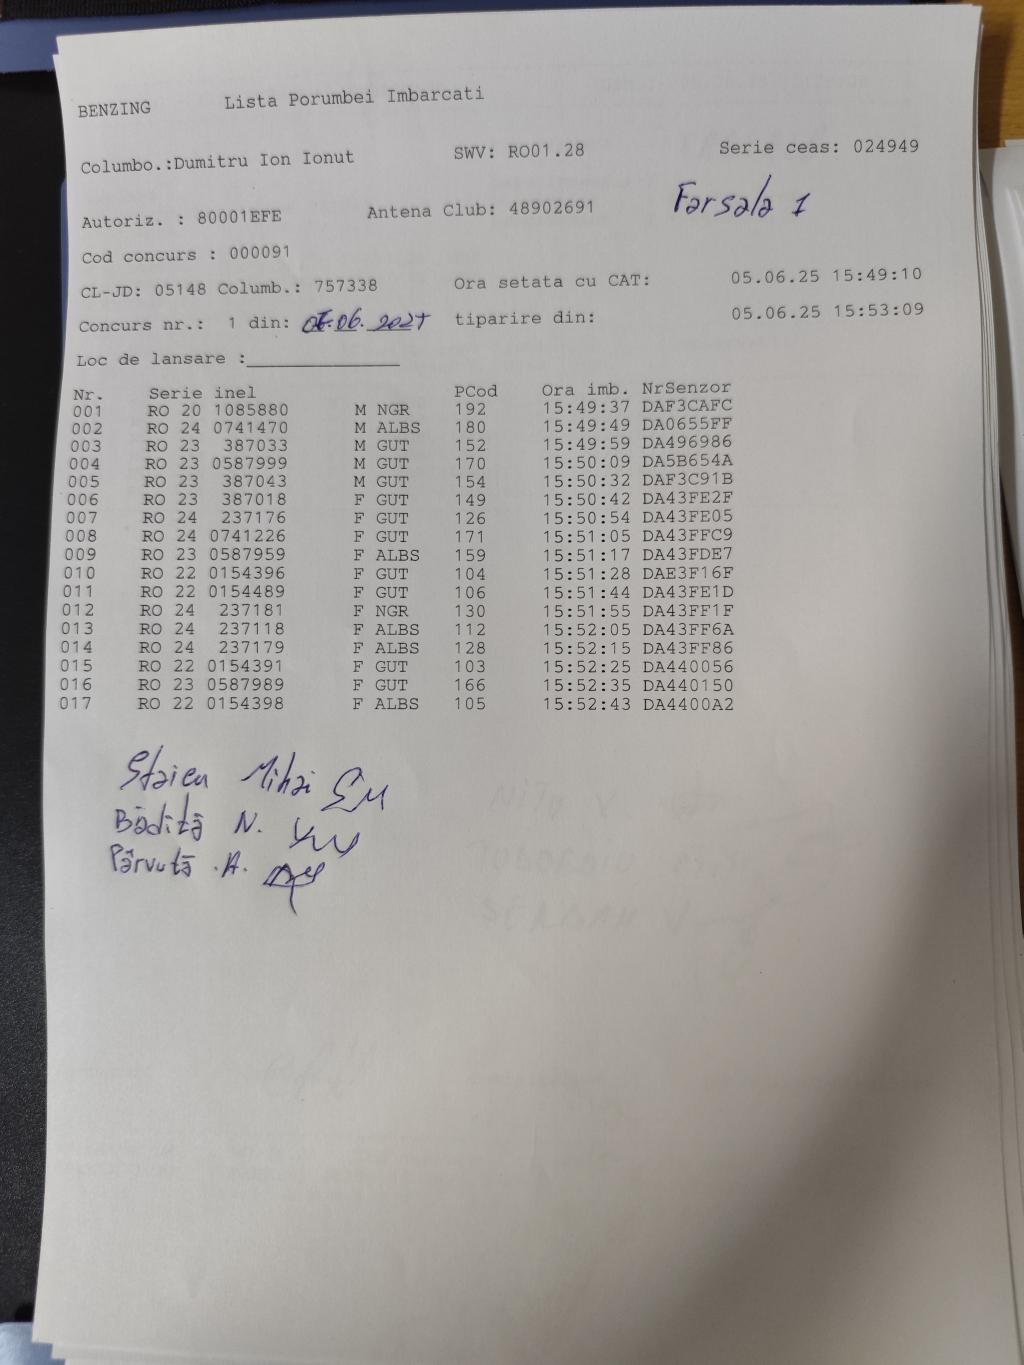 BENZING Lista Porumbei Imbarcati
Columbo.:Dumitru Ion Ionut SWV: RO01.28 Serie ceas: 024949
Autoriz. : 80001EFE Antena Club: 48902691 Farsala 1
Cod concurs : 000091
CL-JD: 05148 Columb.: 757338 Ora setata cu CAT: 05.06.25 15:49:10
Concurs nr.: 1 din: tiparire din: 05.06.25 15:53:09
Loc de lansare :_______________
Nr. Serie inel PCod Ora imb. NrSenzor
001 RO 20 1085880 M NGR 192 15:49:37 DAF3CAFC
002 RO 24 0741470 M ALBS 180 15:49:49 DA0655FF
003 RO 23 387033 M GUT 152 15:49:59 DA496986
004 RO 23 0587999 M GUT 170 15:50:09 DA5B654A
005 RO 23 387043 M GUT 154 15:50:32 DAF3C91B
006 RO 23 387018 F GUT 149 15:50:42 DA43FE2F
007 RO 24 237176 F GUT 126 15:50:54 DA43FE05
008 RO 24 0741226 F GUT 171 15:51:05 DA43FFC9
009 RO 23 0587959 F ALBS 159 15:51:17 DA43FDE7
010 RO 22 0154396 F GUT 104 15:51:28 DAE3F16F
011 RO 22 0154489 F GUT 106 15:51:44 DA43FE1D
012 RO 24 237181 F NGR 130 15:51:55 DA43FF1F
013 RO 24 237118 F ALBS 112 15:52:05 DA43FF6A
014 RO 24 237179 F ALBS 128 15:52:15 DA43FF86
015 RO 22 0154391 F GUT 103 15:52:25 DA440056
016 RO 23 0587989 F GUT 166 15:52:35 DA440150
017 RO 22 0154398 F ALBS 105 15:52:43 DA4400A2
Staicu Mihai
Bădiță N.
Pârvuță .A.